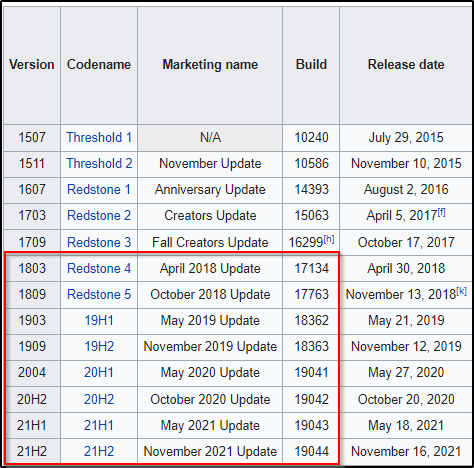 Version Codename Marketing name Build Release date
1507 Threshold 1 N/A 10240 July 29, 2015
1511 Threshold 2 November Update 10586 November 10, 2015
1607 Redstone 1 Anniversary Update 14393 August 2, 2016
1703 Redstone 2 Creators Update 15063 April 5, 2017[f]
1709 Redstone 3 Fall Creators Update 16299[h] October 17, 2017
1803 Redstone 4 April 2018 Update 17134 April 30, 2018
1809 Redstone 5 October 2018 Update 17763 November 13, 2018[k]
1903 19H1 May 2019 Update 18362 May 21, 2019
1909 19H2 November 2019 Update 18363 November 12, 2019
2004 20H1 May 2020 Update 19041 May 27, 2020
20H2 20H2 October 2020 Update 19042 October 20, 2020
21H1 21H1 May 2021 Update 19043 May 18, 2021
21H2 21H2 November 2021 Update 19044 November 16, 2021